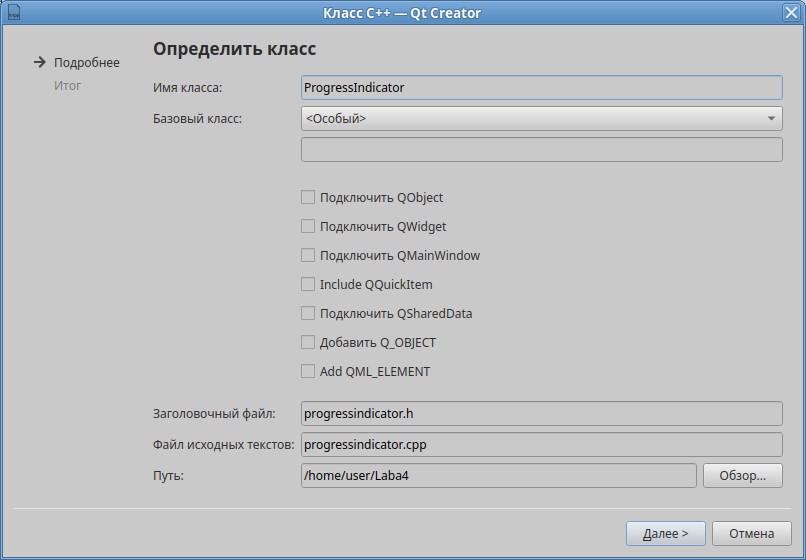 Класс C++ — Qt Creator
Определить класс
Подробнее
Итог
Имя класса: ProgressIndicator
Базовый класс: <Особый>
Подключить QObject
Подключить QWidget
Подключить QMainWindow
Include QQuickItem
Подключить QSharedData
Добавить Q_OBJECT
Add QML_ELEMENT
Заголовочный файл: progressindicator.h
Файл исходных текстов: progressindicator.cpp
Путь: /home/user/Laba4 Обзор...
Далее > Отмена